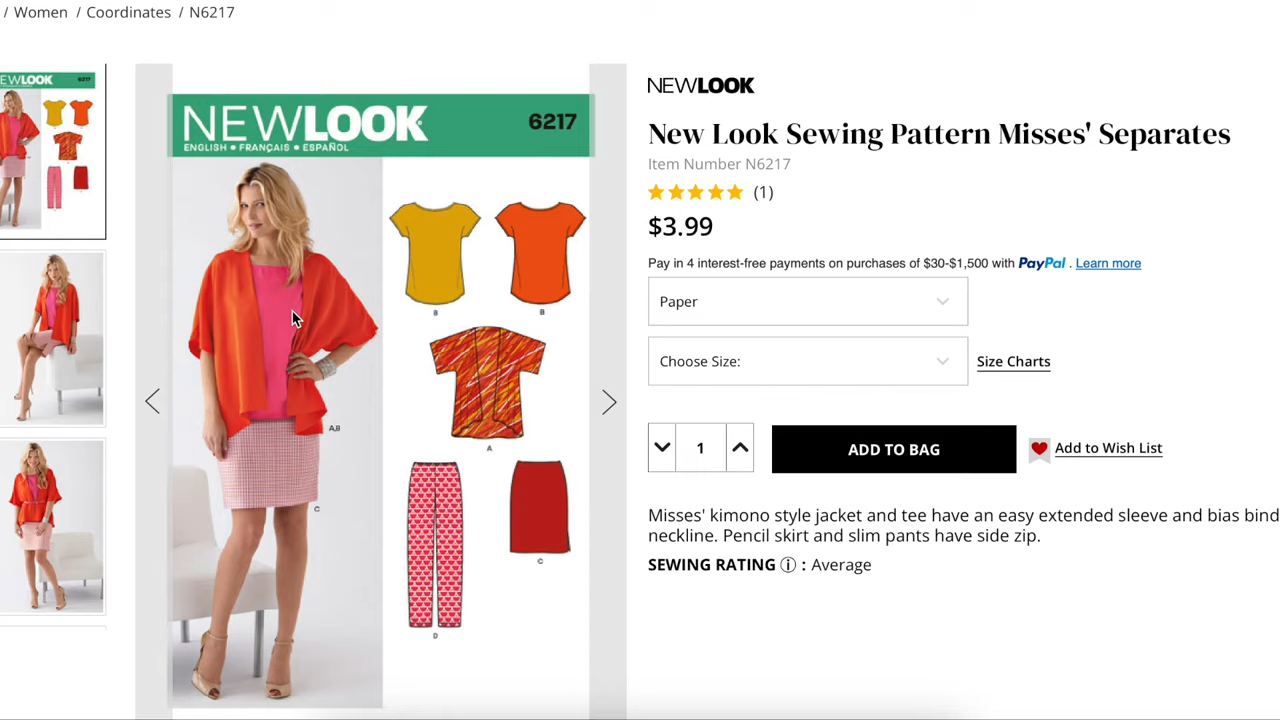 / Women / Coordinates / N6217
EWLOOK 6217
NEWLOOK
6217
ENGLISH • FRANÇAIS • ESPAÑOL
B
B
A,B
A
C
C
D
NEWLOOK
New Look Sewing Pattern Misses' Separates
Item Number N6217
(1)
$3.99
Pay in 4 interest-free payments on purchases of $30-$1,500 with PayPal . Learn more
Paper
Choose Size:
Size Charts
1
ADD TO BAG
Add to Wish List
Misses' kimono style jacket and tee have an easy extended sleeve and bias bind
neckline. Pencil skirt and slim pants have side zip.
SEWING RATING ⓘ : Average